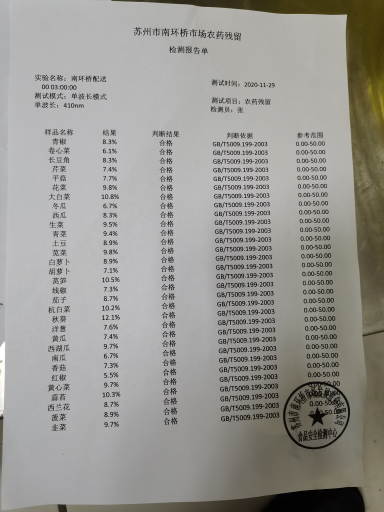 苏州市南环桥市场农药残留
检测报告单
实验名称：南环桥配送
00 03:00:00
测试时间：2020-11-29
测试模式：单波长模式
单波长：410nm
测试项目：农药残留
检测员：张
样品名称 结果 判断结果 判断依据 参考范围
青椒 8.3% 合格 GB/T5009.199-2003 0.00-50.00
卷心菜 6.1% 合格 GB/T5009.199-2003 0.00-50.00
长豆角 8.3% 合格 GB/T5009.199-2003 0.00-50.00
芹菜 7.4% 合格 GB/T5009.199-2003 0.00-50.00
平菇 7.7% 合格 GB/T5009.199-2003 0.00-50.00
花菜 9.8% 合格 GB/T5009.199-2003 0.00-50.00
大白菜 10.8% 合格 GB/T5009.199-2003 0.00-50.00
冬瓜 6.7% 合格 GB/T5009.199-2003 0.00-50.00
西瓜 8.3% 合格 GB/T5009.199-2003 0.00-50.00
生菜 9.5% 合格 GB/T5009.199-2003 0.00-50.00
青菜 9.4% 合格 GB/T5009.199-2003 0.00-50.00
土豆 8.9% 合格 GB/T5009.199-2003 0.00-50.00
苋菜 9.8% 合格 GB/T5009.199-2003 0.00-50.00
白萝卜 8.9% 合格 GB/T5009.199-2003 0.00-50.00
胡萝卜 7.1% 合格 GB/T5009.199-2003 0.00-50.00
莴笋 10.5% 合格 GB/T5009.199-2003 0.00-50.00
线椒 7.3% 合格 GB/T5009.199-2003 0.00-50.00
茄子 8.7% 合格 GB/T5009.199-2003 0.00-50.00
杭白菜 10.2% 合格 GB/T5009.199-2003 0.00-50.00
秋葵 12.1% 合格 GB/T5009.199-2003 0.00-50.00
洋葱 7.6% 合格 GB/T5009.199-2003 0.00-50.00
黄瓜 7.4% 合格 GB/T5009.199-2003 0.00-50.00
西湖瓜 9.7% 合格 GB/T5009.199-2003 0.00-50.00
南瓜 6.7% 合格 GB/T5009.199-2003 0.00-50.00
香菇 7.3% 合格 GB/T5009.199-2003 0.00-50.00
红椒 5.5% 合格 GB/T5009.199-2003 0.00-50.00
黄心菜 9.7% 合格 GB/T5009.199-2003 0.00-50.00
蒜苔 10.3% 合格 GB/T5009.199-2003 0.00-50.00
西兰花 8.7% 合格 GB/T5009.199-2003 0.00-50.00
菠菜 8.9% 合格 GB/T5009.199-2003 0.00-50.00
韭菜 9.7% 合格 GB/T5009.199-2003
食品安全检测中心